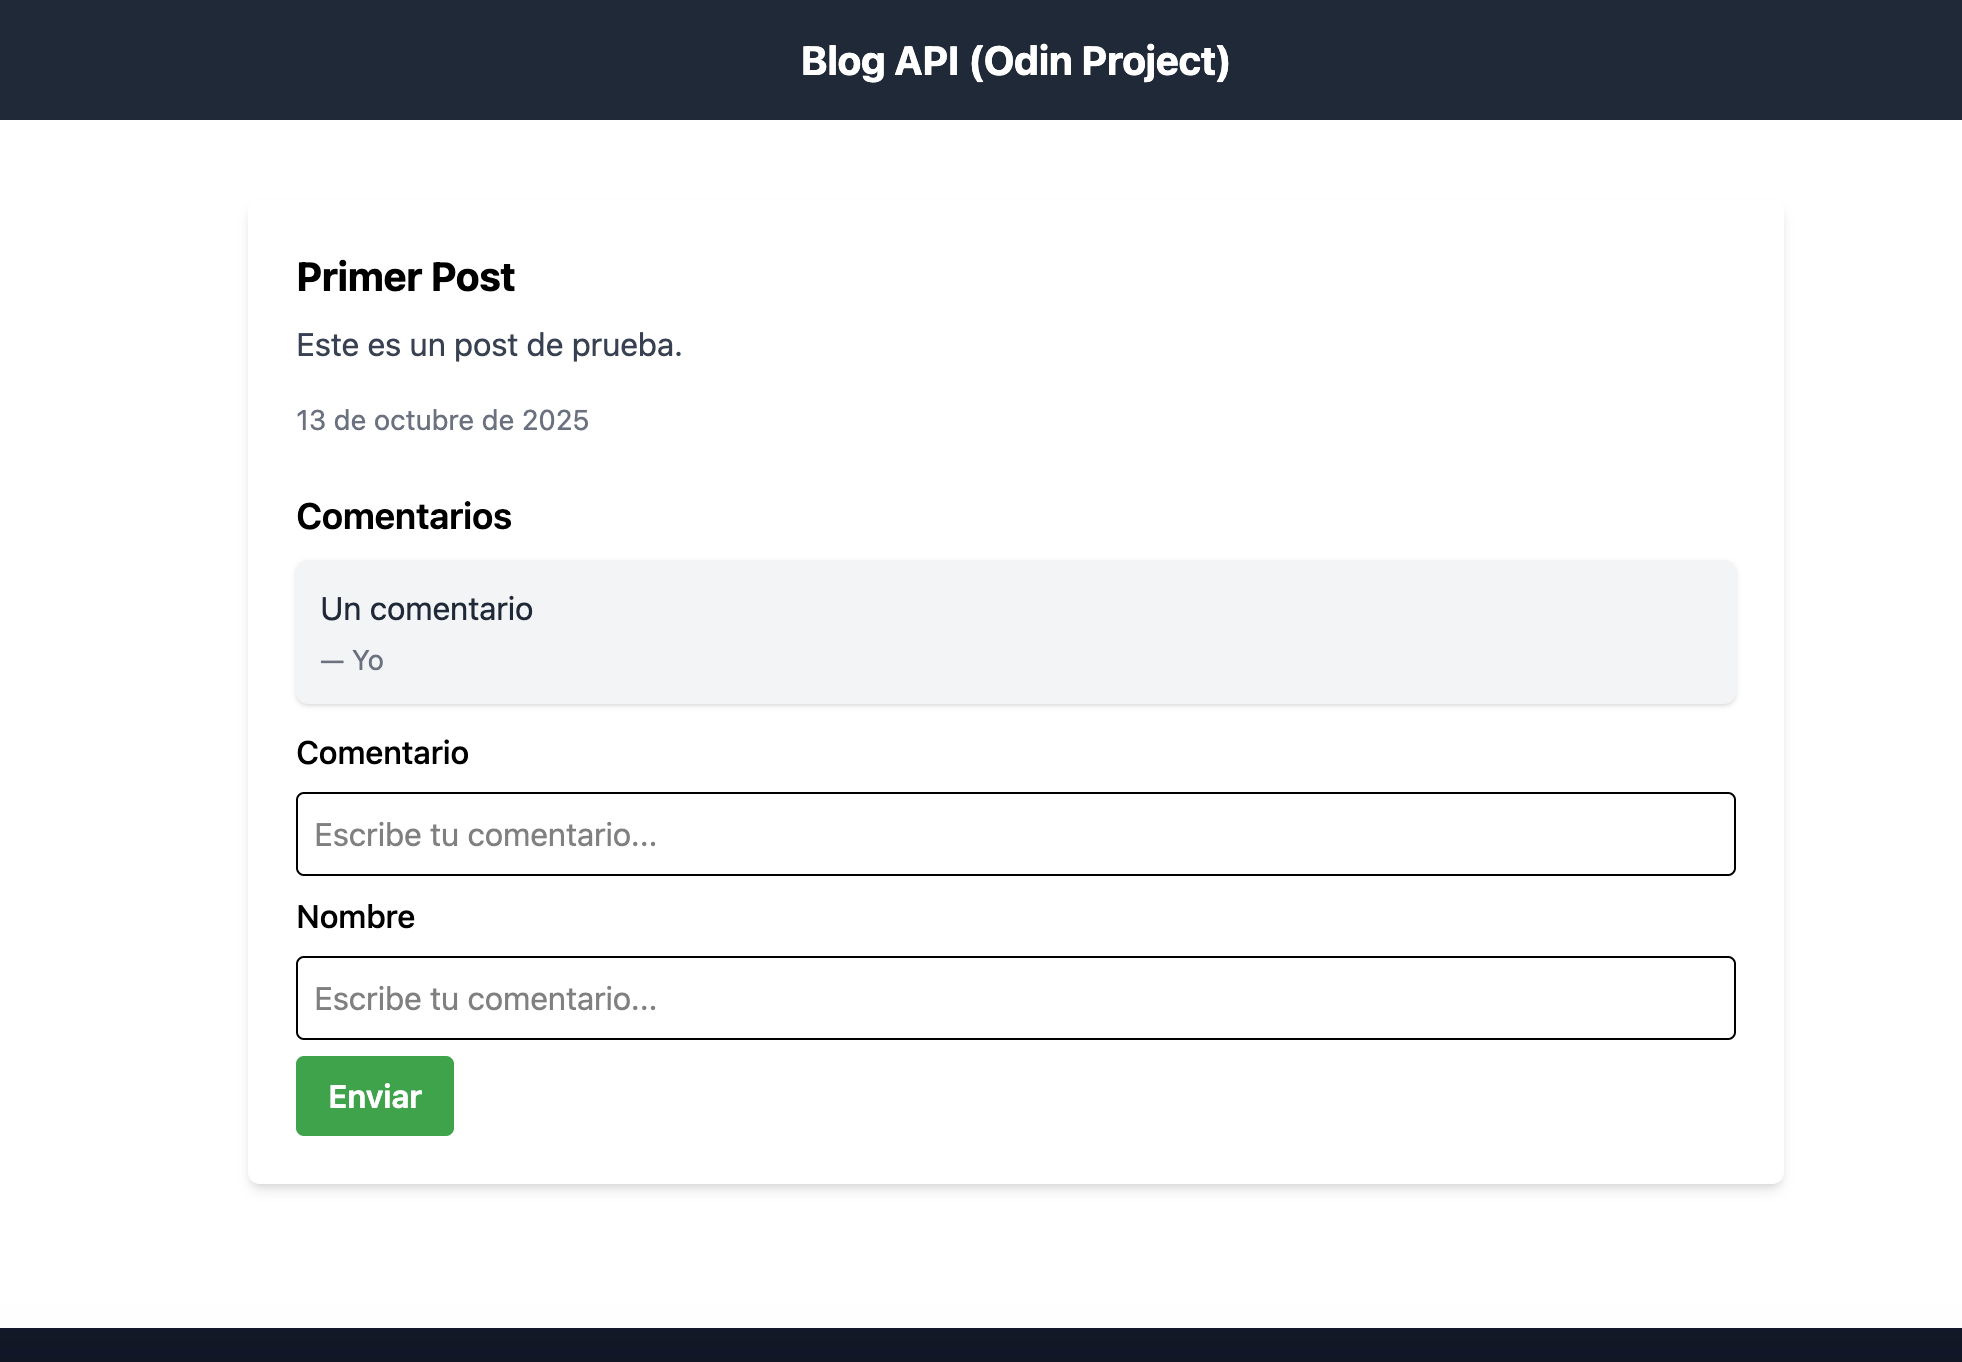 Blog API (Odin Project)
Primer Post
Este es un post de prueba.
13 de octubre de 2025
Comentarios
Un comentario
— Yo
Comentario
Escribe tu comentario...
Nombre
Escribe tu comentario...
Enviar